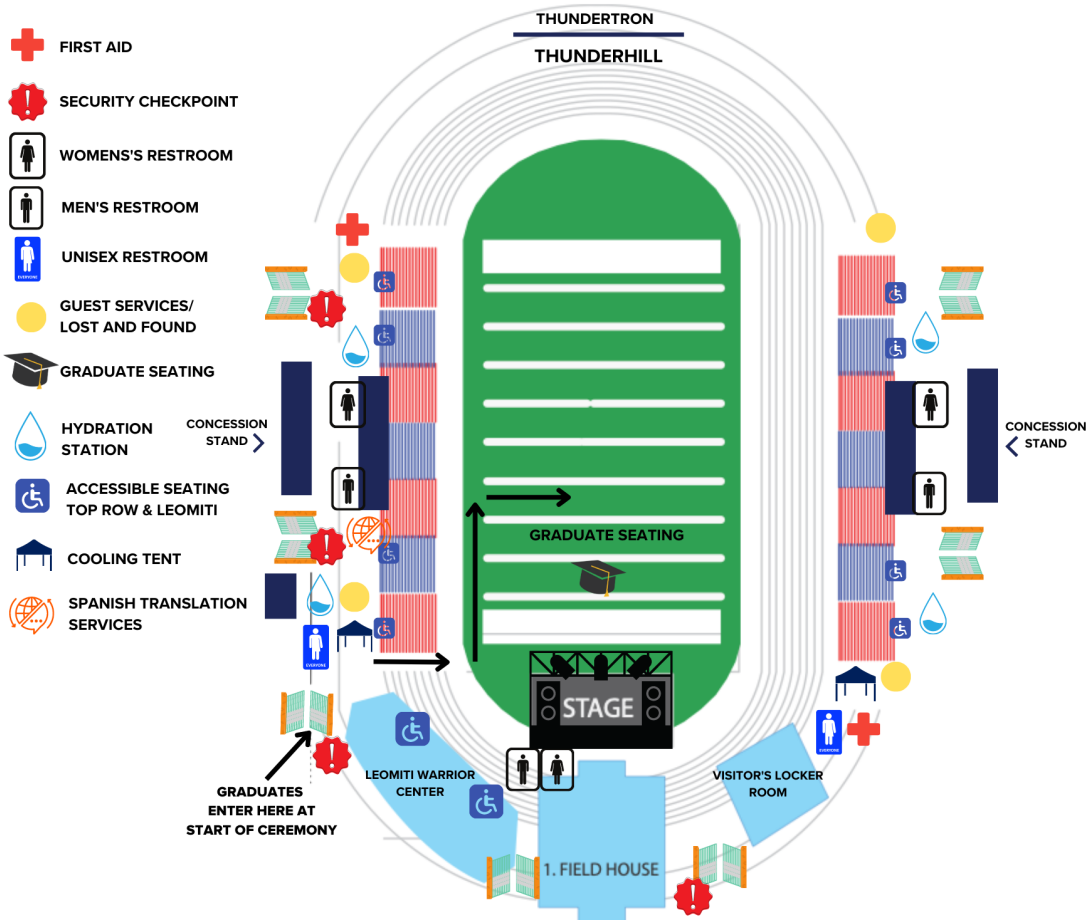 THUNDERTRON
THUNDERHILL
FIRST AID
SECURITY CHECKPOINT
WOMENS'S RESTROOM
MEN'S RESTROOM
UNISEX RESTROOM
EVERYONE
GUEST SERVICES/
LOST AND FOUND
GRADUATE SEATING
HYDRATION
STATION
ACCESSIBLE SEATING
TOP ROW & LEOMITI
COOLING TENT
SPANISH TRANSLATION
SERVICES
CONCESSION
STAND
CONCESSION
STAND
GRADUATE SEATING
EVERYONE
STAGE
EVERYONE
LEOMITI WARRIOR
CENTER
VISITOR'S LOCKER
ROOM
GRADUATES
ENTER HERE AT
START OF CEREMONY
1. FIELD HOUSE